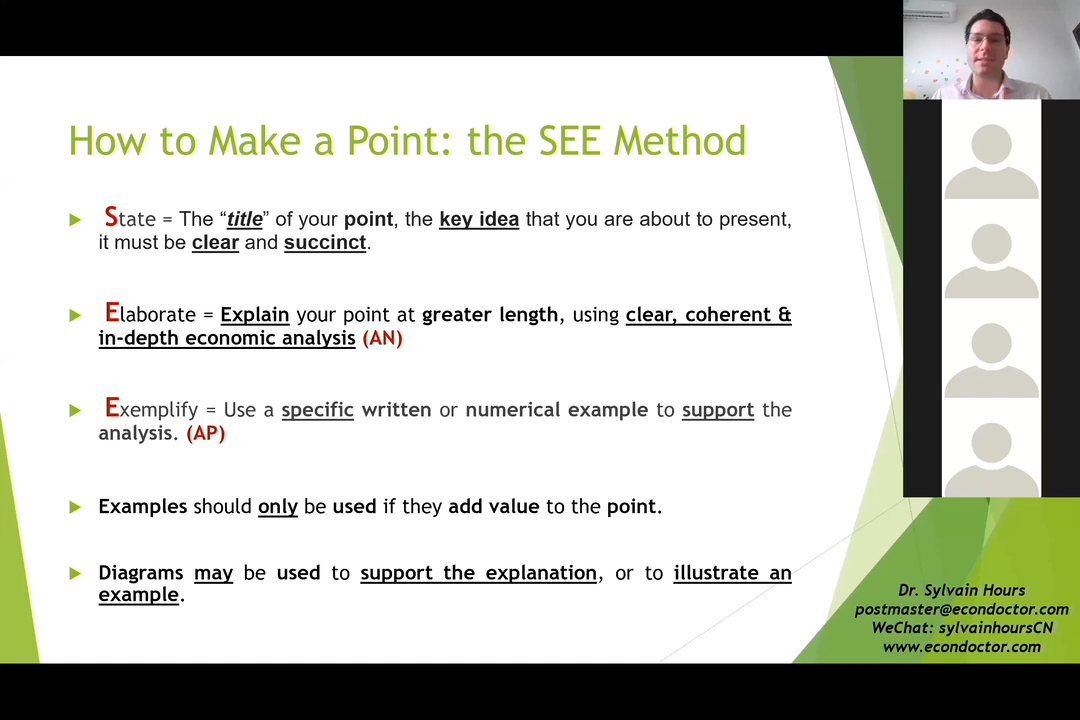 How to Make a Point: the SEE Method
State = The “title” of your point, the key idea that you are about to present,
it must be clear and succinct.
Elaborate = Explain your point at greater length, using clear, coherent &
in-depth economic analysis (AN)
Exemplify = Use a specific written or numerical example to support the
analysis. (AP)
Examples should only be used if they add value to the point.
Diagrams may be used to support the explanation, or to illustrate an
example.
Dr. Sylvain Hours
postmaster@econdoctor.com
WeChat: sylvainhoursCN
www.econdoctor.com